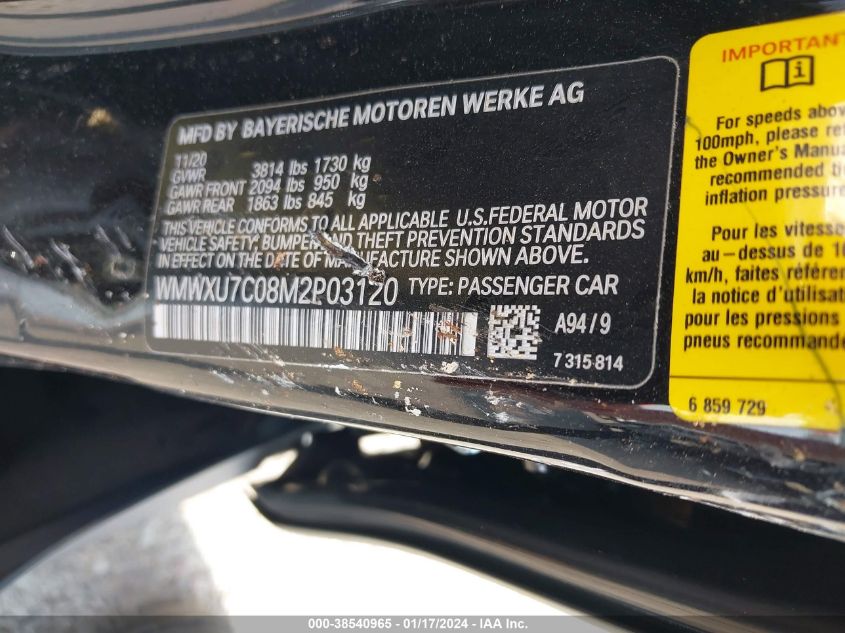 MFD BY BAYERISCHE MOTOREN WERKE AG
11/20
GVWR 3814 lbs 1730 kg
GAWR FRONT 2094 lbs 950 kg
GAWR REAR 1863 lbs 845 kg
THIS VEHICLE CONFORMS TO ALL APPLICABLE U.S.FEDERAL MOTOR
VEHICLE SAFETY, BUMPER AND THEFT PREVENTION STANDARDS
IN EFFECT ON THE DATE OF MANUFACTURE SHOWN ABOVE.
WMWXU7C08M2P03120 TYPE: PASSENGER CAR
A94/9
7 315 814
IMPORTANT
i
For speeds above
100mph, please ref
the Owner's Manua
recommended ti
inflation pressure
Pour les vitesse
au-dessus de 16
km/h, faites référe
la notice d'utilisa
pour les pressions
pneus recommande
6 859 729
000-38540965 - 01/17/2024 - IAA Inc.